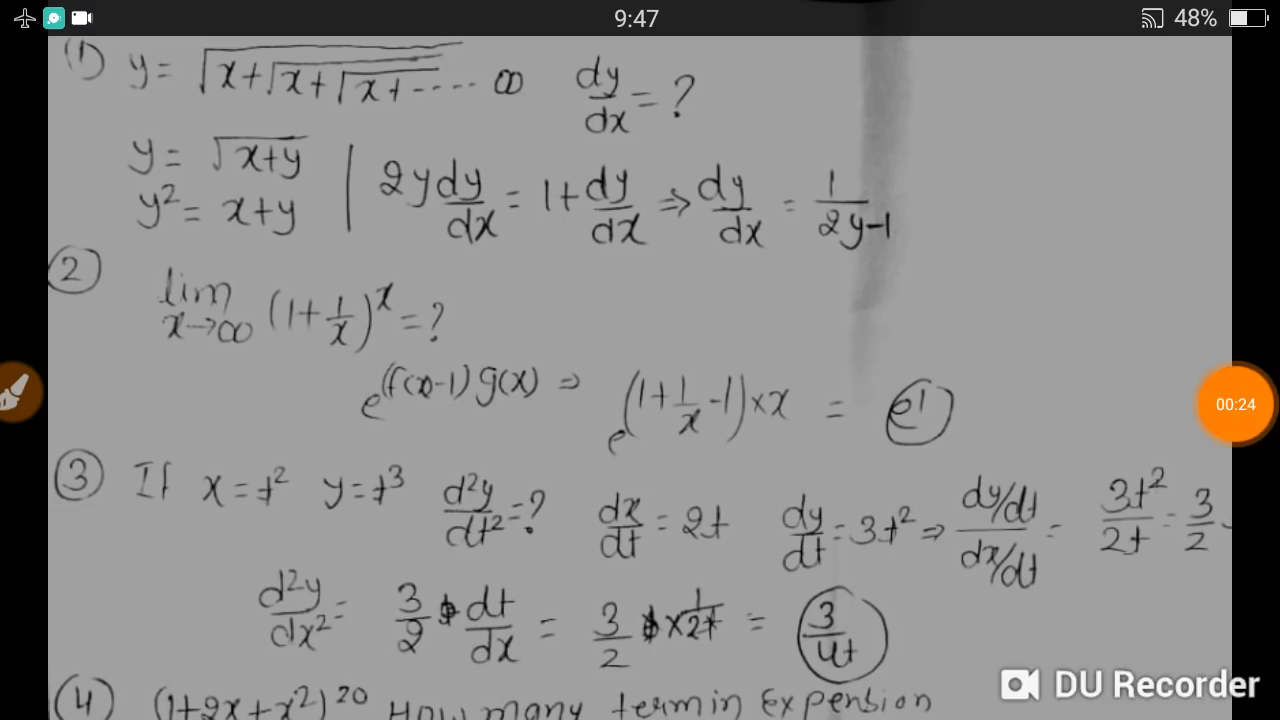 9:47
48%
(1) y = √x+√x+√x+---- ∞ dy/dx = ?
y = √x+y
y² = x+y | 2y dy/dx = 1+dy/dx ⇒ dy/dx = 1/2y-1
② lim x→∞ (1+1/x)^x = ?
e^(f(x)-1) g(x) ⇒ e^(1+1/x-1)×x = e¹
00:24
③ If x = t² y = t³ d²y/dt² = ? dx/dt = 2t dy/dt = 3t² ⇒ dy/dt / dx/dt = 3t²/2t = 3/2
d²y/dx² = 3/2 dt/dx = 3/2 × 1/2t = 3/4t
DU Recorder
④ (1+2x+x²)^20 How many term in Expension